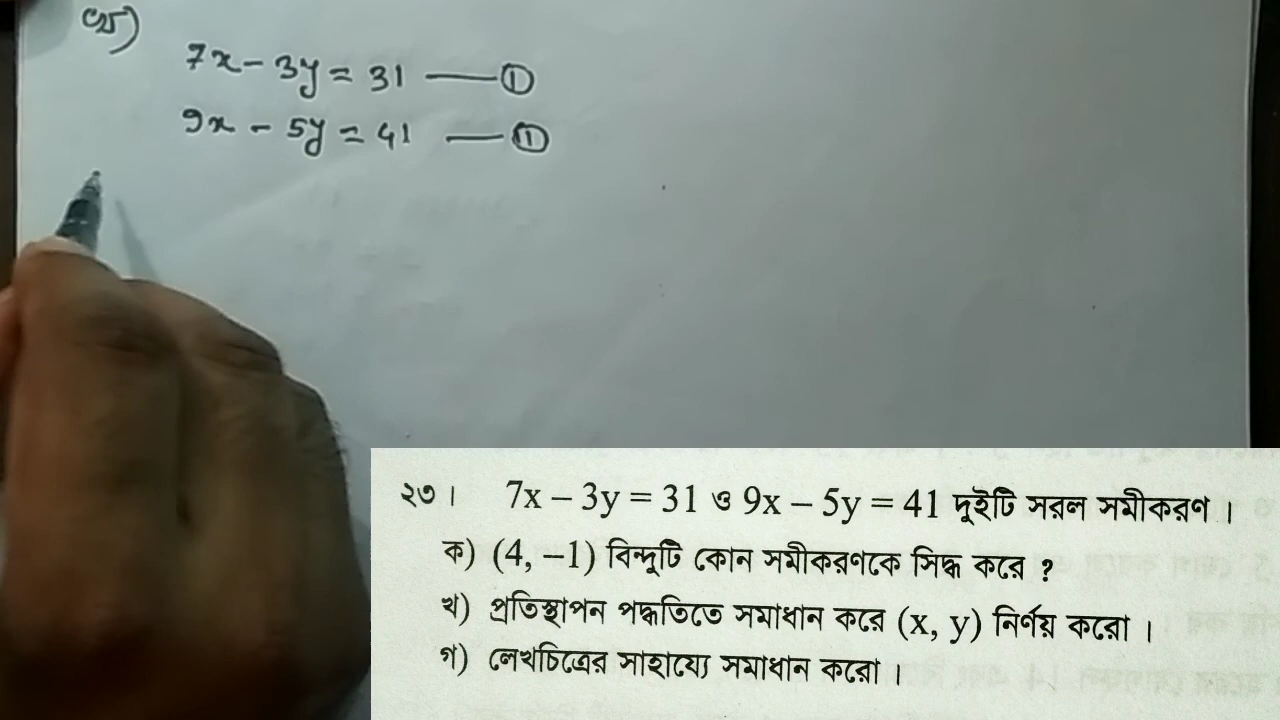 খ)
7x - 3y = 31 —— ①
9x - 5y = 41 —— ⑪
২৩। 7x – 3y = 31 ও 9x – 5y = 41 দুইটি সরল সমীকরণ।
ক) (4, –1) বিন্দুটি কোন সমীকরণকে সিদ্ধ করে ?
খ) প্রতিস্থাপন পদ্ধতিতে সমাধান করে (x, y) নির্ণয় করো।
গ) লেখচিত্রের সাহায্যে সমাধান করো।